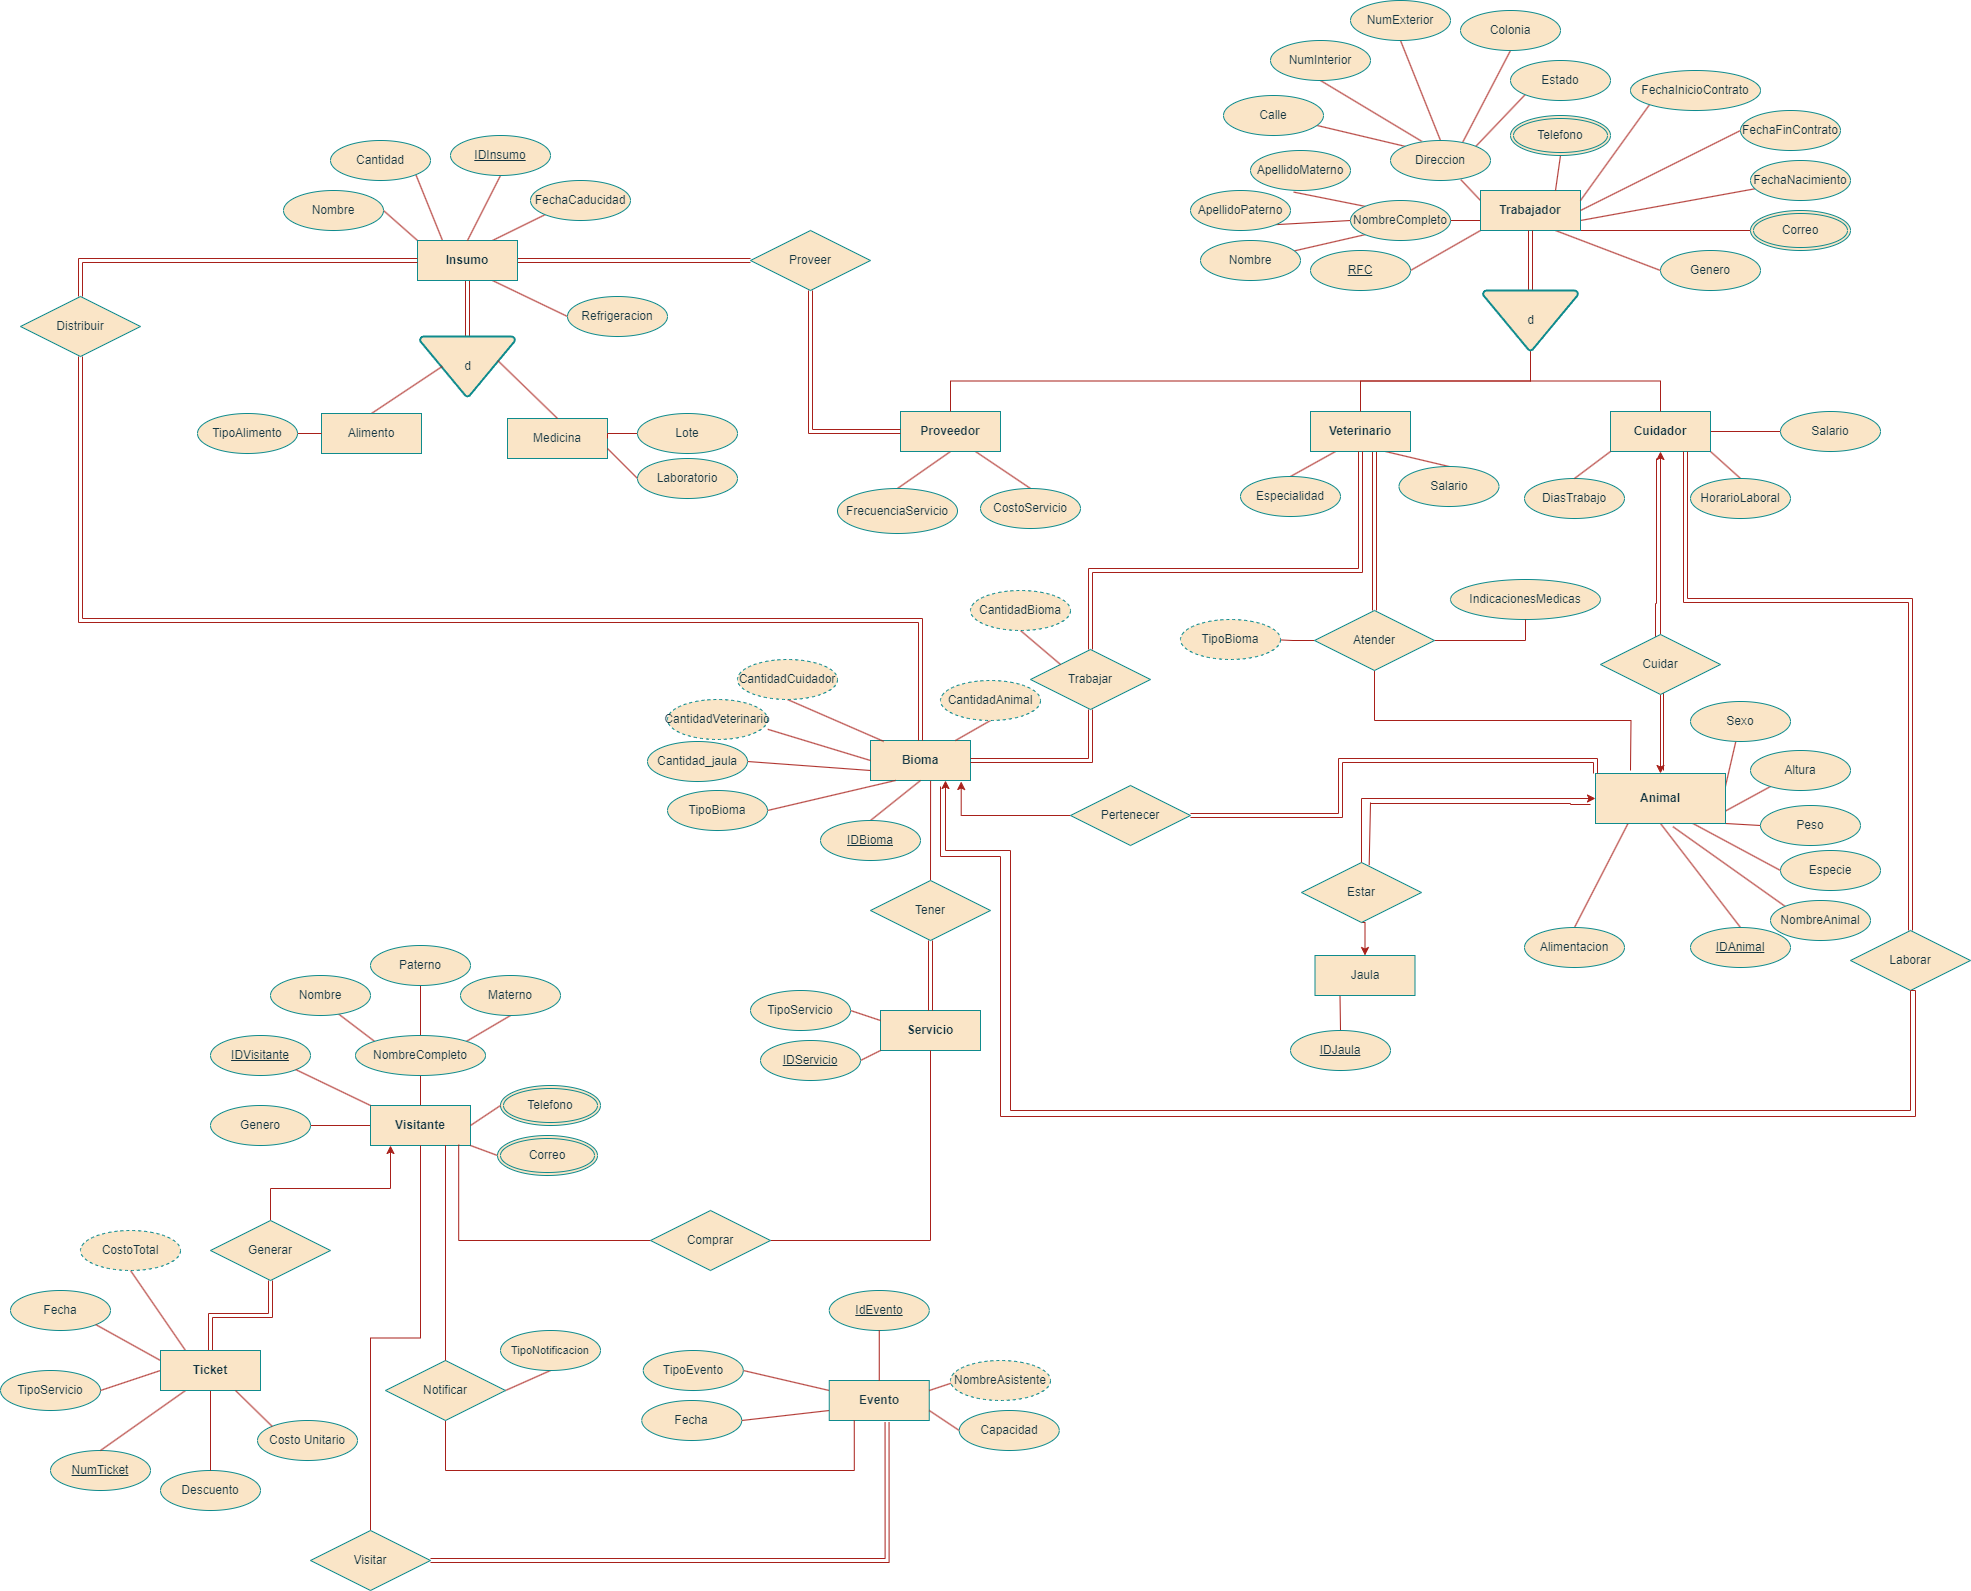 NumExterior
Colonia
NumInterior
Estado
FechaInicioContrato
Calle
Telefono
FechaFinContrato
Cantidad
IDInsumo
Direccion
ApellidoMaterno
FechaNacimiento
Nombre
FechaCaducidad
ApellidoPaterno
NombreCompleto
Trabajador
Correo
Insumo
Proveer
Nombre
RFC
Genero
Distribuir
Refrigeracion
d
d
TipoAlimento
Alimento
Medicina
Lote
Laboratorio
Proveedor
Veterinario
Cuidador
Salario
FrecuenciaServicio
CostoServicio
Especialidad
Salario
DiasTrabajo
HorarioLaboral
CantidadBioma
IndicacionesMedicas
TipoBioma
Atender
Cuidar
CantidadCuidador
Trabajar
CantidadAnimal
CantidadVeterinario
Sexo
Cantidad_jaula
Bioma
Altura
TipoBioma
Animal
Pertenecer
Peso
IDBioma
Especie
Estar
Tener
NombreAnimal
Alimentacion
IDAnimal
Laborar
Paterno
Jaula
Nombre
Materno
TipoServicio
Servicio
IDJaula
IDVisitante
NombreCompleto
IDServicio
Telefono
Genero
Visitante
Correo
CostoTotal
Generar
Comprar
Fecha
IdEvento
TipoNotificacion
Ticket
TipoEvento
NombreAsistente
TipoServicio
Notificar
Evento
Fecha
Capacidad
Costo Unitario
NumTicket
Descuento
Visitar